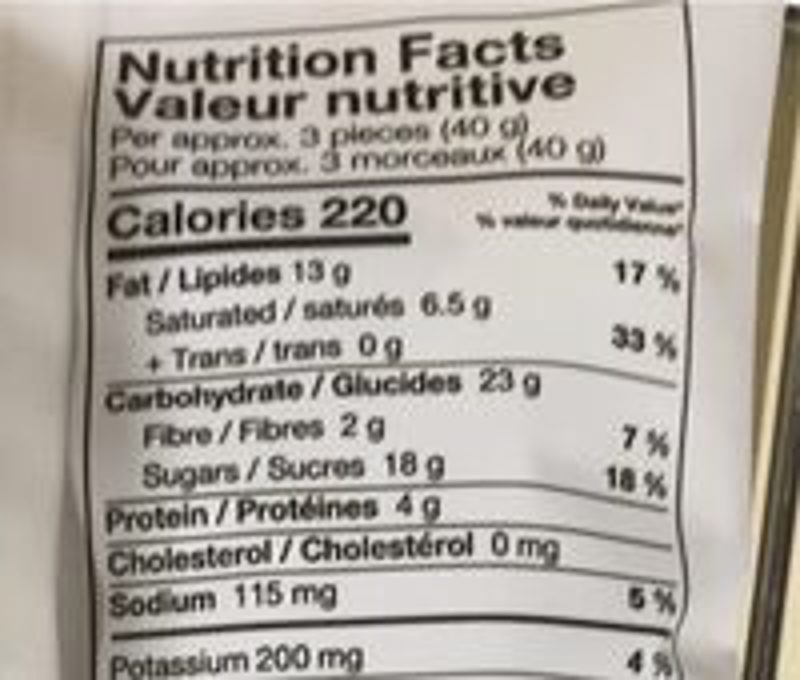 Nutrition Facts
Valeur nutritive
Per approx. 3 pieces (40 g)
Pour approx. 3 morceaux (40 g)
Calories 220
% Daily Value*
% valeur quotidienne*
Fat / Lipides 13 g 17 %
Saturated / saturés 6.5 g
+ Trans / trans 0 g 33 %
Carbohydrate / Glucides 23 g
Fibre / Fibres 2 g 7 %
Sugars / Sucres 18 g 18 %
Protein / Protéines 4 g
Cholesterol / Cholestérol 0 mg
Sodium 115 mg 5 %
Potassium 200 mg 4 %